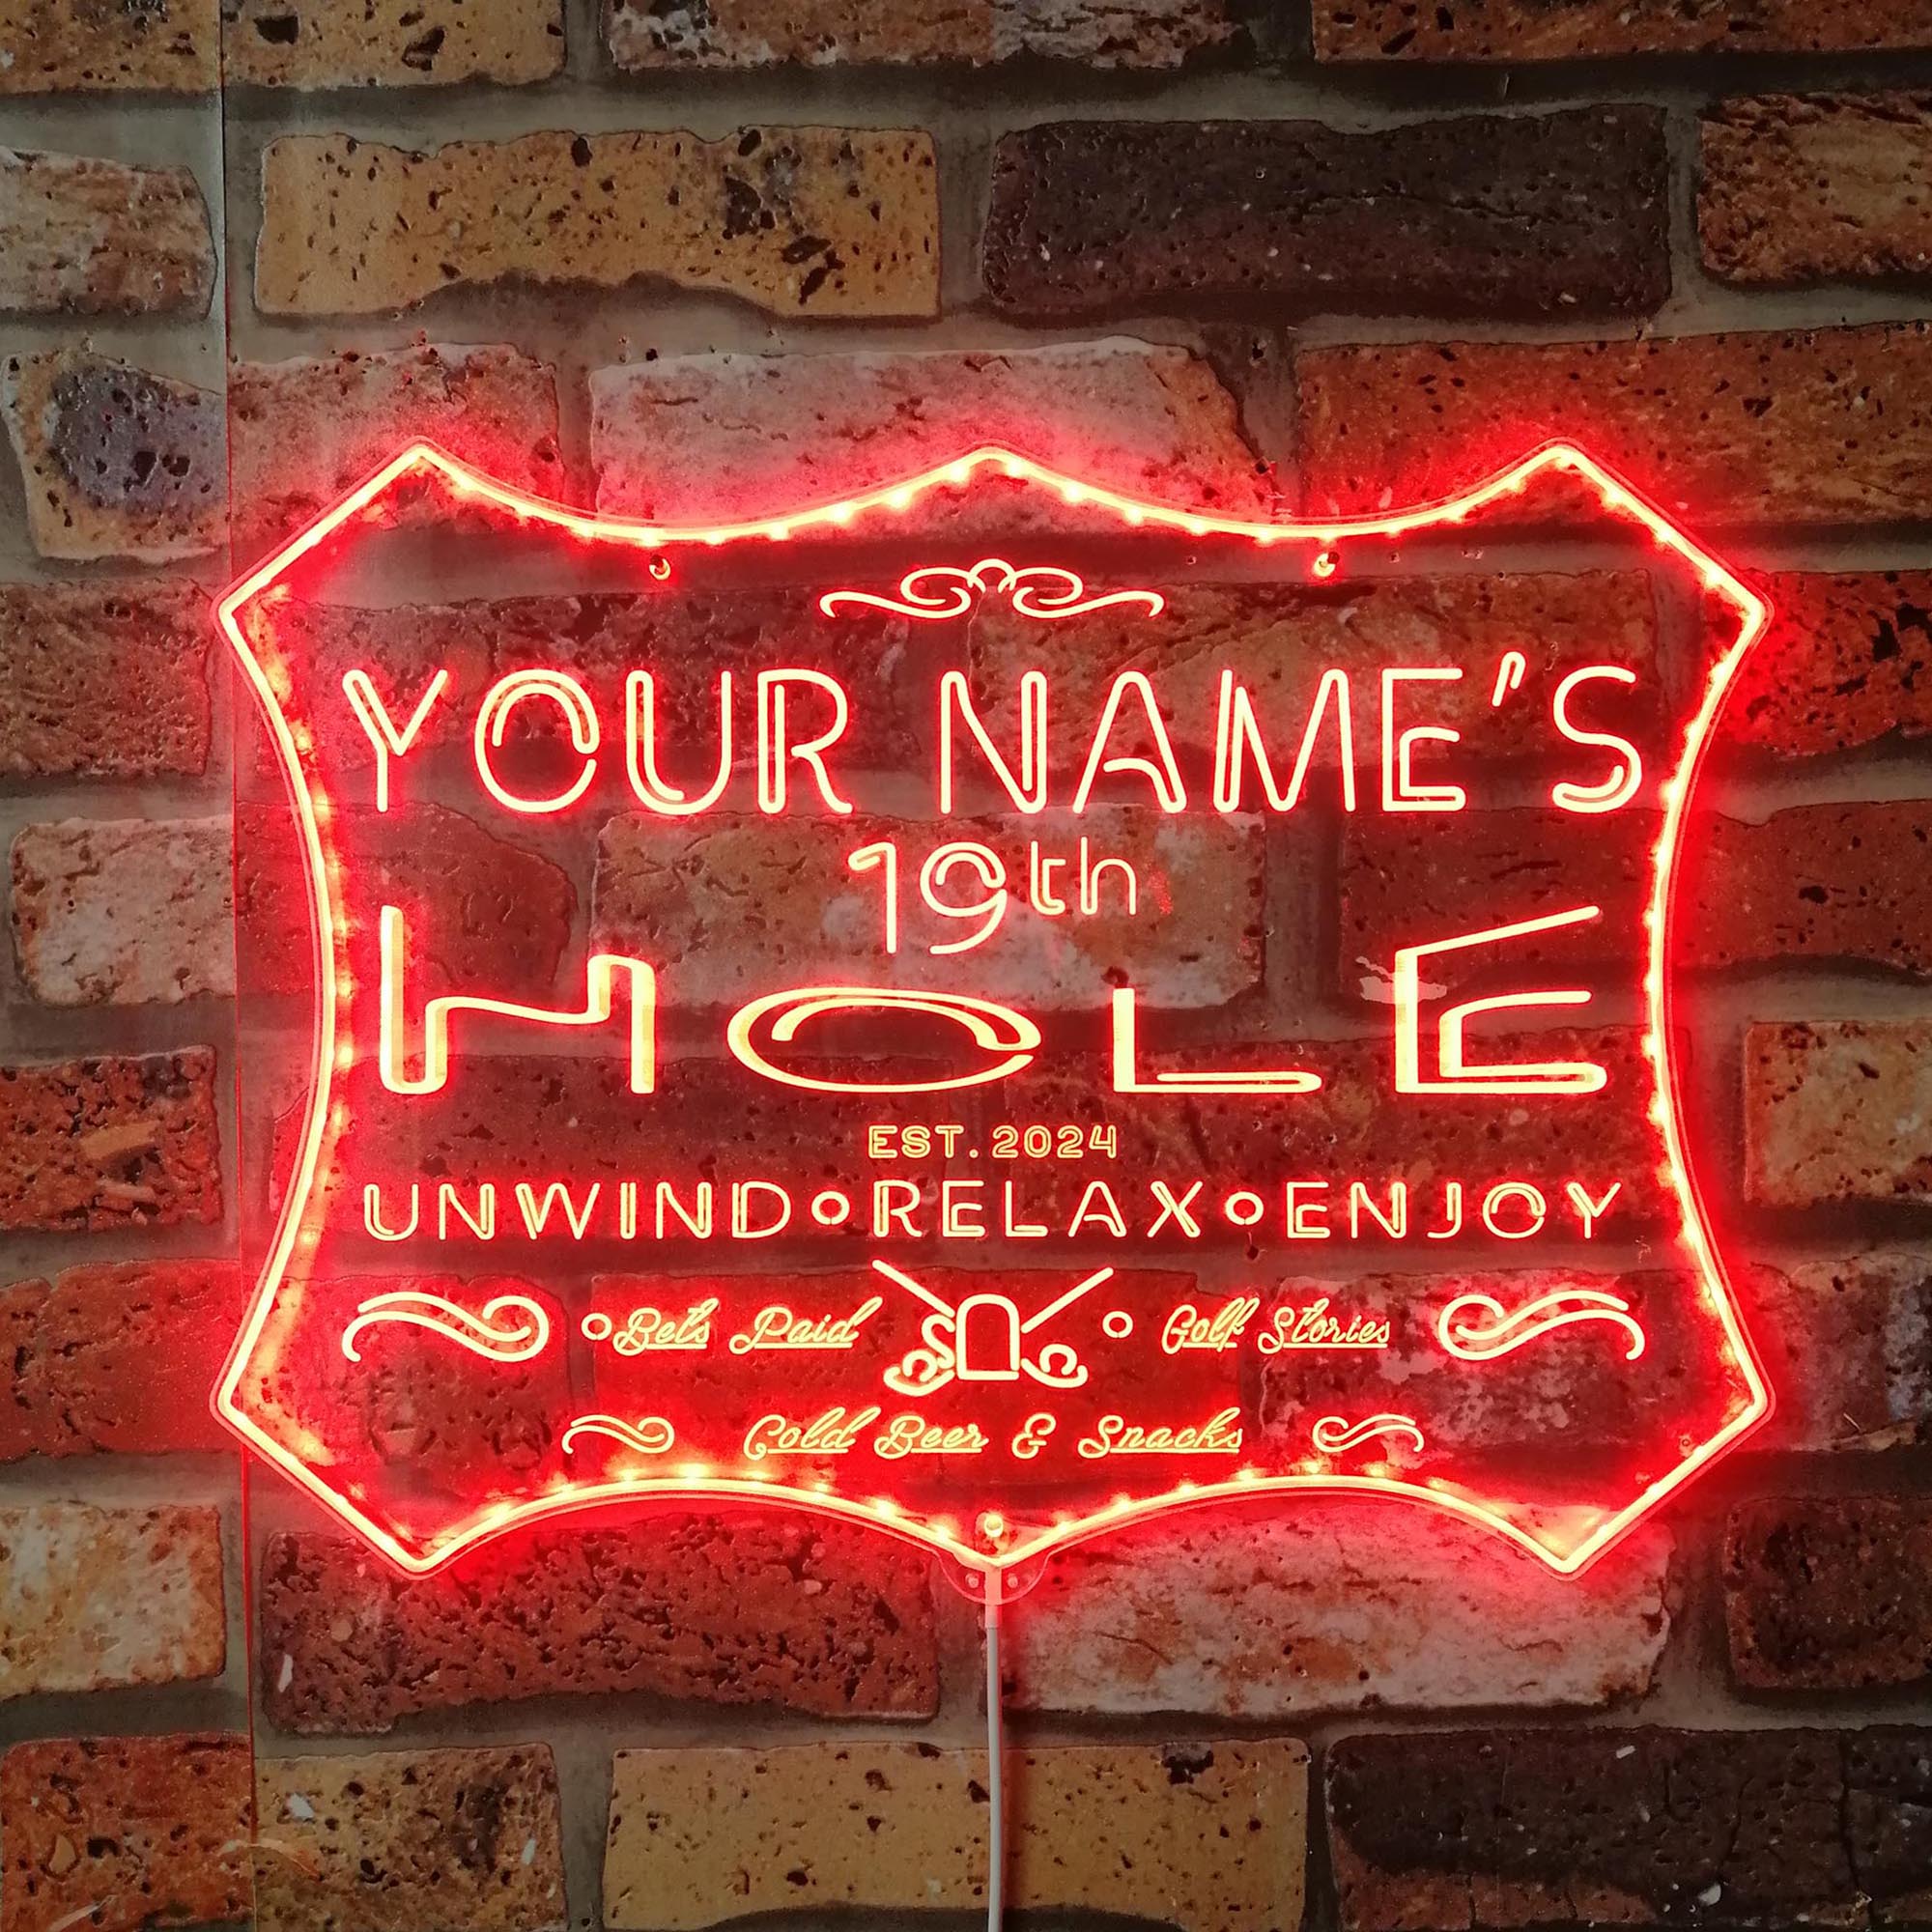 YOUR NAME'S
19th
HOLE
EST. 2024
UNWIND • RELAX • ENJOY
Bets Paid Golf Stories
Cold Beer & Snacks